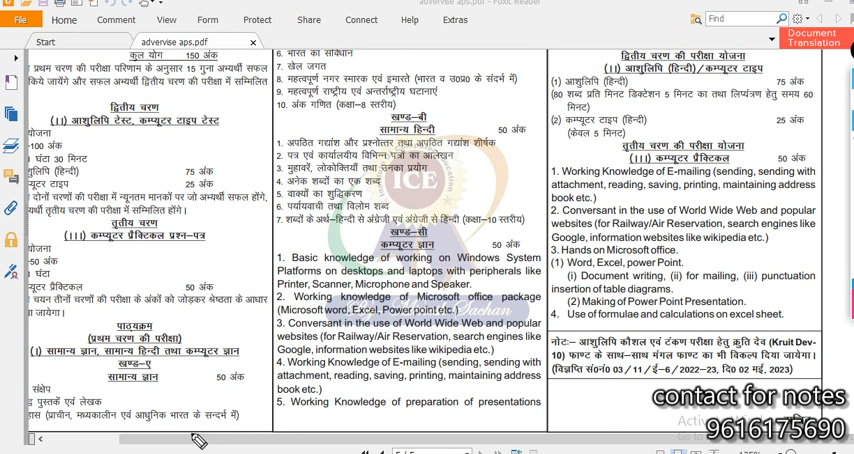 advervise aps.pdf - Foxit Reader
File
Home
Comment
View
Form
Protect
Share
Connect
Help
Extras
Find
Document
Translation
Start
advervise aps.pdf
कुल योग 150 अंक
प्रथम चरण की परीक्षा परिणाम के अनुसार 15 गुना अभ्यर्थी सफल
किये जायेंगे और सफल अभ्यर्थी द्वितीय चरण की परीक्षा में सम्मिलित
द्वितीय चरण
(।।) आशुलिपि टेस्ट, कम्प्यूटर टाइप टेस्ट
योजना
-100 अंक
घंटा 30 मिनट
शुलिपि (हिन्दी) 75 अंक
प्यूटर टाइप 25 अंक
दोनों चरणों की परीक्षा में न्यूनतम मानकों पर जो अभ्यर्थी सफल होंगे,
यर्थी तृतीय चरण की परीक्षा में सम्मिलित होंगे।
तृतीय चरण
(।।।) कम्प्यूटर प्रैक्टिकल प्रश्न-पत्र
योजना
-50 अंक
घंटा
प्यूटर प्रैक्टिकल 50 अंक
चयन तीनों चरणों की परीक्षा के अंकों को जोड़कर श्रेष्ठता के आधार
ा जायेगा।
पाठ्यक्रम
(प्रथम चरण की परीक्षा)
(।) सामान्य ज्ञान, सामान्य हिन्दी तथा कम्प्यूटर ज्ञान
खण्ड-ए
सामान्य ज्ञान 50 अंक
संक्षेप
पुस्तकें एवं लेखक
हास (प्राचीन, मध्यकालीन एवं आधुनिक भारत के सन्दर्भ में)
6. भारत का संविधान
7. खेल जगत
8. महत्वपूर्ण नगर स्मारक एवं इमारते (भारत व उ0प्र0 के संदर्भ में)
9. महत्वपूर्ण राष्ट्रीय एवं अन्तर्राष्ट्रीय घटानाएं
10. अंक गणित (कक्षा-8 स्तरीय)
खण्ड-बी
सामान्य हिन्दी 50 अंक
1. अपठित गद्यांश और प्रश्नोत्तर तथा अपठित गद्यांश शीर्षक
2. पत्र एवं कार्यालयीय विभिन्न पत्रों का आलेखन
3. मुहावरें, लोकोक्तियाँ तथा उनका प्रयोग
4. अनेक शब्दों का एक शब्द
5. वाक्यों का शुद्धिकरण
6. पर्यायवाची तथा विलोम शब्द
7. शब्दों के अर्थ-हिन्दी से अंग्रेजी एवं अंग्रेजी से हिन्दी (कक्षा-10 स्तरीय)
खण्ड-सी
कम्प्यूटर ज्ञान 50 अंक
1. Basic knowledge of working on Windows System
Platforms on desktops and laptops with peripherals like
Printer, Scanner, Microphone and Speaker.
2. Working knowledge of Microsoft office package
(Microsoft word, Excel, Power point etc.)
3. Conversant in the use of World Wide Web and popular
websites (for Railway/Air Reservation, search engines like
Google, information websites like wikipedia etc.)
4. Working Knowledge of E-mailing (sending, sending with
attachment, reading, saving, printing, maintaining address
book etc.)
5. Working Knowledge of preparation of presentations
ICE
द्वितीय चरण की परीक्षा योजना
(।।) आशुलिपि (हिन्दी)/कम्प्यूटर टाइप
(1) आशुलिपि (हिन्दी) 75 अंक
(80 शब्द प्रति मिनट डिक्टेशन 5 मिनट का तथा लिप्यंत्रण हेतु समय 60
मिनट)
(2) कम्प्यूटर टाइप (हिन्दी) 25 अंक
(केवल 5 मिनट)
तृतीय चरण की परीक्षा योजना
(।।।) कम्प्यूटर प्रैक्टिकल 50 अंक
1. Working Knowledge of E-mailing (sending, sending with
attachment, reading, saving, printing, maintaining address
book etc.)
2. Conversant in the use of World Wide Web and popular
websites (for Railway/Air Reservation, search engines like
Google, information websites like wikipedia etc.)
3. Hands on Microsoft office.
(1) Word, Excel, power Point.
(i) Document writing, (ii) for mailing, (iii) punctuation
insertion of table diagrams.
(2) Making of Power Point Presentation.
4. Use of formulae and calculations on excel sheet.
नोटः- आशुलिपि कौशल एवं टंकण परीक्षा हेतु क्रुति देव (Kruit Dev-
10) फाण्ट के साथ-साथ मंगल फाण्ट का भी विकल्प दिया जायेगा।
(विज्ञप्ति सं0नं0 03/11/ई-6/2022-23, दि0 02 मई, 2023)
contact for notes
9616175690